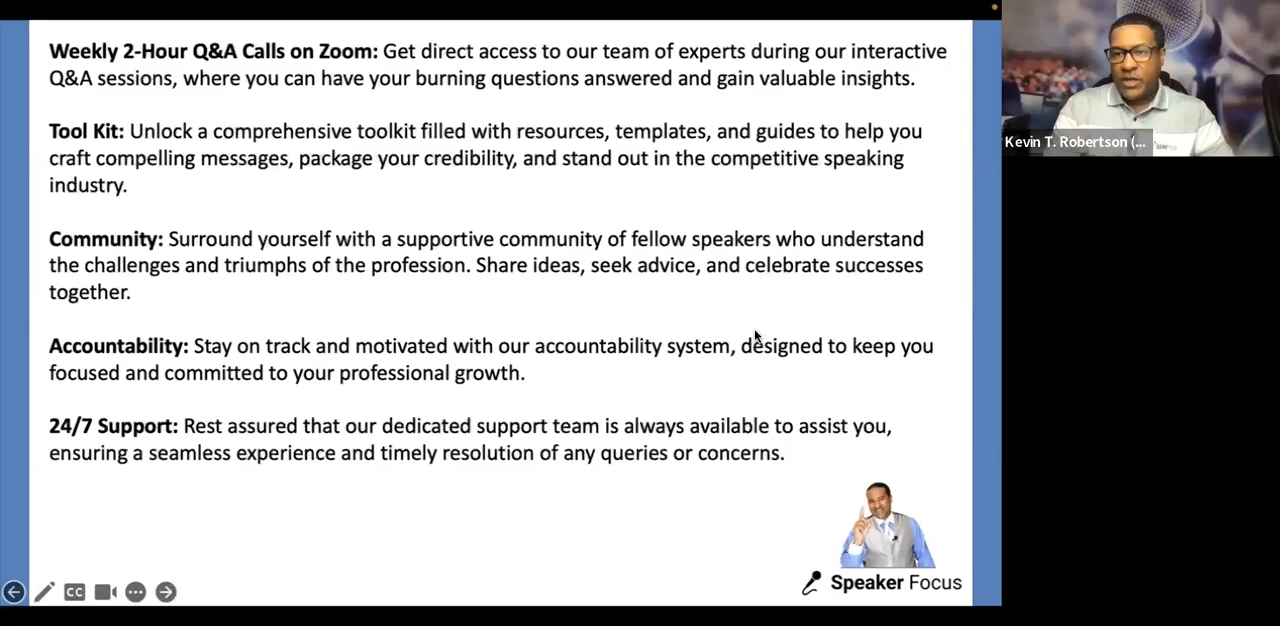 Weekly 2-Hour Q&A Calls on Zoom: Get direct access to our team of experts during our interactive
Q&A sessions, where you can have your birning questions answered and gain valuable insights.
Tool Kit: Unlock a comprehensive toolkit filled with resources, templates, and guides to help you
craft compelling messages, package your credibility, and stand out in the competitive speaking
industry.
Community: Surround yourself with a supportive community of fellow speakers who understand
the challenges and triumphs of the profession. Share ideas, seek advice, and celebrate successes
together.
Accountability: Stay on track and motivated with our accountability system, designed to keep you
focused and committed to your professional growth.
24/7 Support: Rest assured that our dedicated support team is always available to assist you,
ensuring a seamless experience and timely resolution of any queries or concerns.
CC
Speaker Focus
Kevin T. Robertson (...